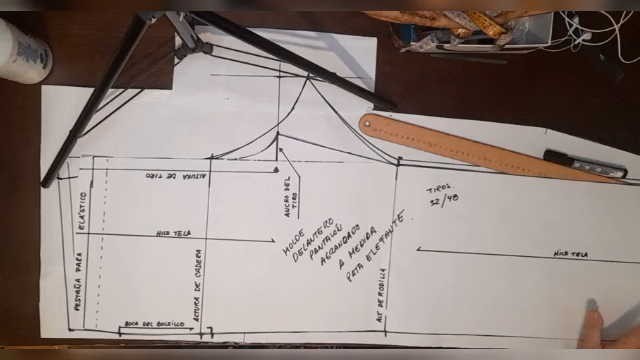 PESTAÑA PARA ELÁSTICO
ALTURA DE TIRO
HILO TELA
BOCA DEL BOLSILLO
ALTURA DE CADERA
ANCHO DEL
TIRO
MOLDE
DELANTERO
PANTALÓN
AGRANDADO
A MEDIDA
PATA ELEFANTE.
ALT. DE RODILLA
TIROS.
32/48
HILO TELA